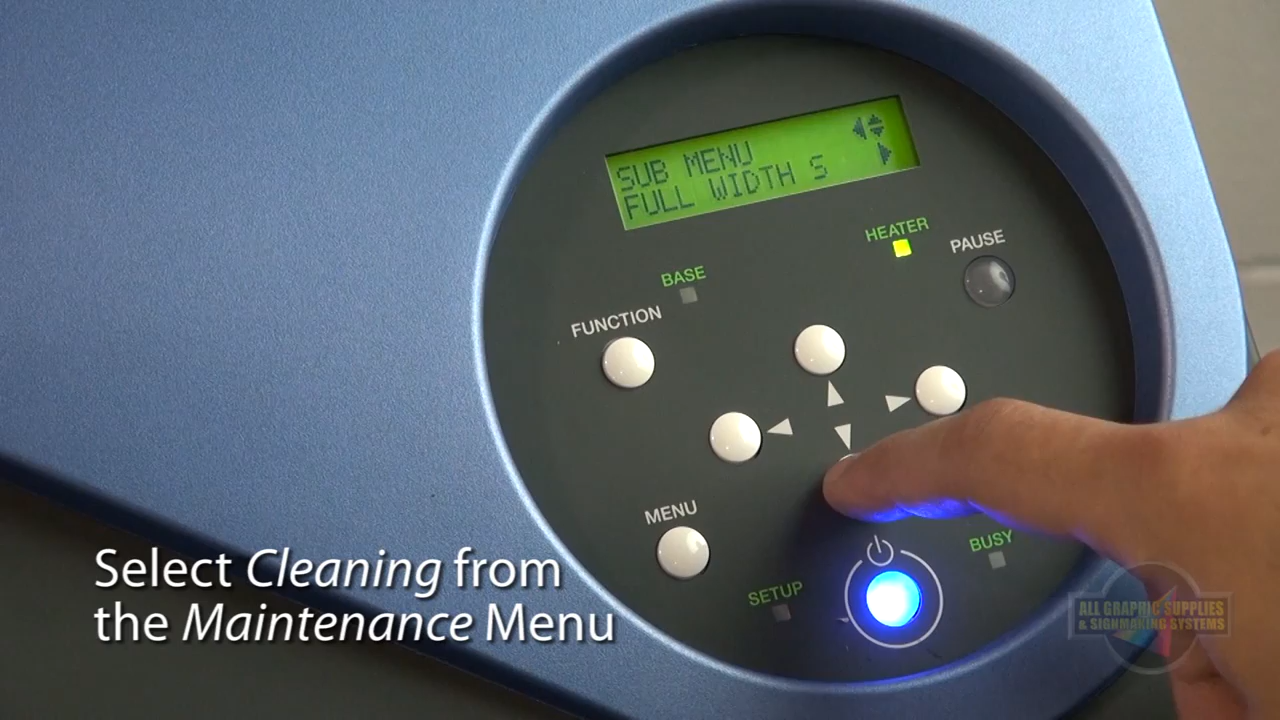 SUB MENU
FULL WIDTH S
HEATER
PAUSE
BASE
FUNCTION
MENU
BUSY
SETUP
Select Cleaning from
the Maintenance Menu
ALL GRAPHIC SUPPLIES
& SIGNMAKING SYSTEMS